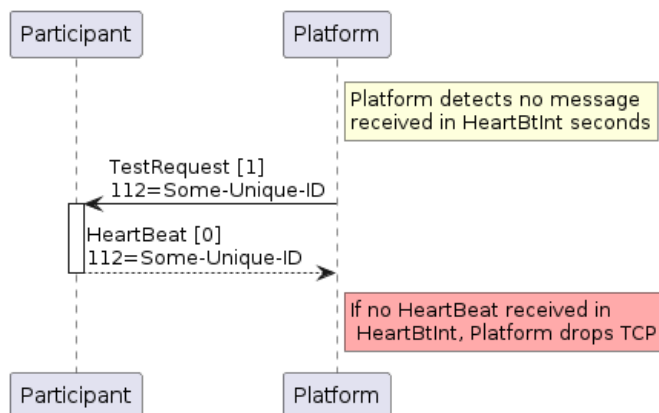 Participant
Platform
Platform detects no message
received in HeartBtInt seconds
TestRequest [1]
112=Some-Unique-ID
HeartBeat [0]
112=Some-Unique-ID
If no HeartBeat received in
HeartBtInt, Platform drops TCP
Participant
Platform